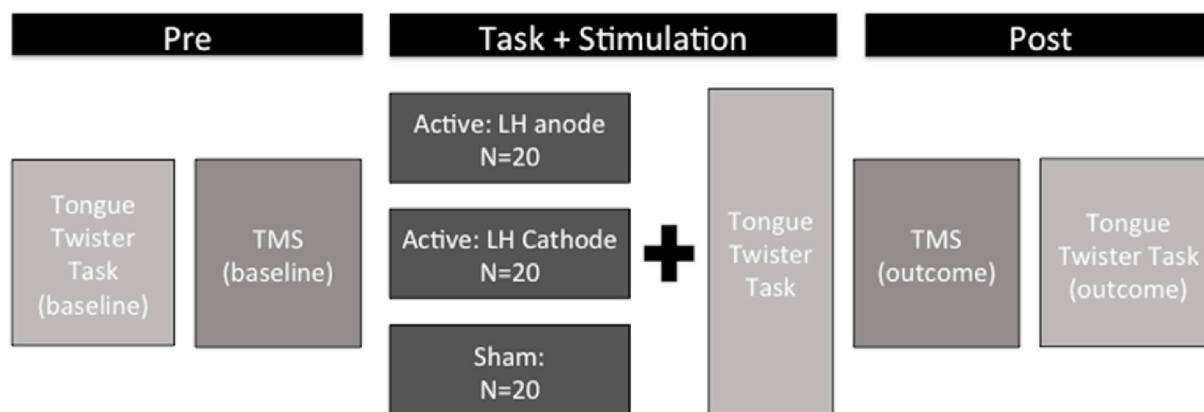 Pre
Task + Stimulation
Post
Tongue
Twister
Task
(baseline)
TMS
(baseline)
Active: LH anode
N=20
Active: LH Cathode
N=20
Sham:
N=20
Tongue
Twister
Task
TMS
(outcome)
Tongue
Twister Task
(outcome)